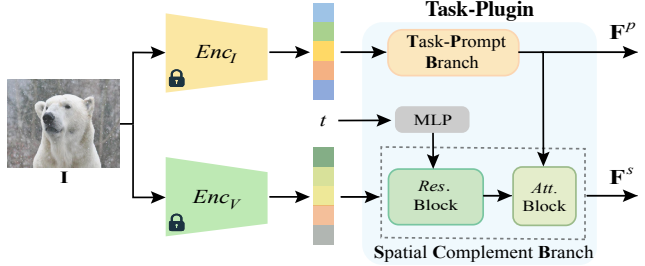 Task-Plugin
Enc_I
Task-Prompt
Branch
F^p
t
MLP
I
Enc_V
Res.
Block
Att.
Block
F^s
Spatial Complement Branch